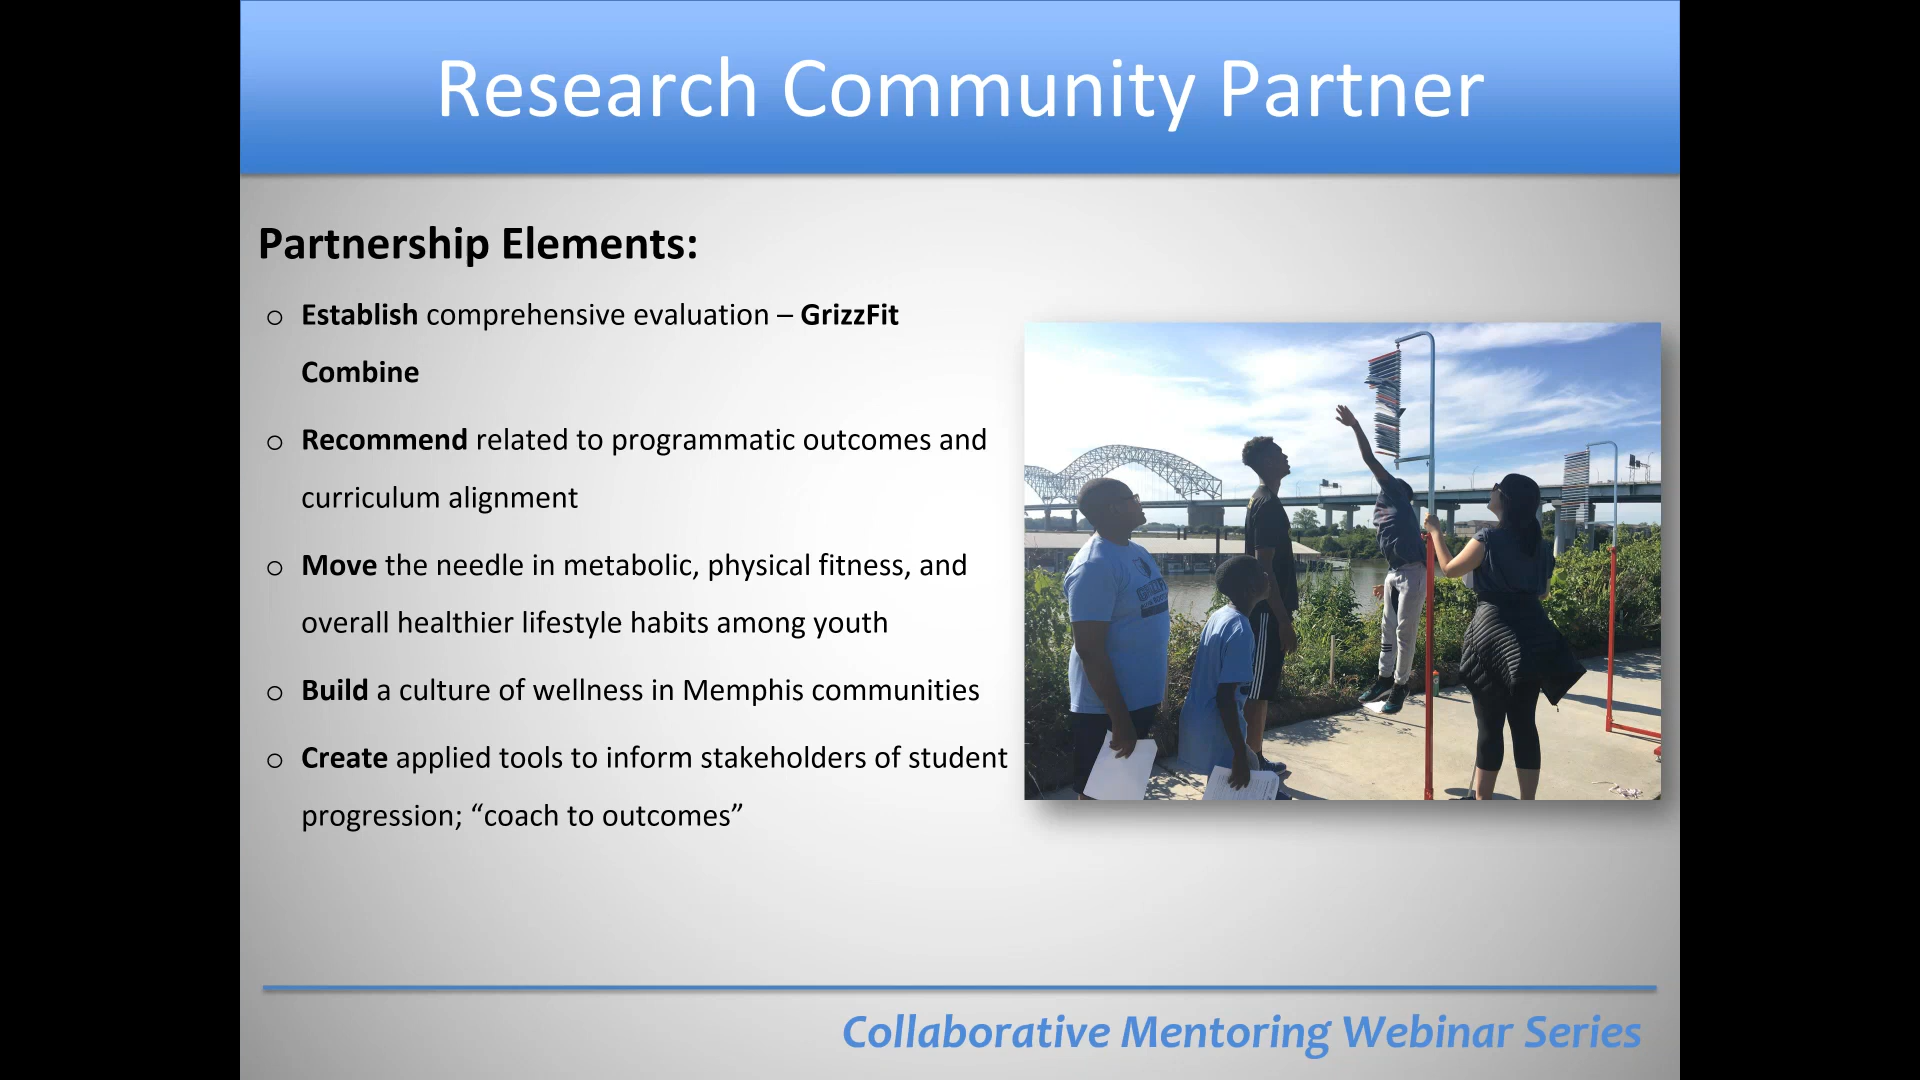 Research Community Partner
Partnership Elements:
o Establish comprehensive evaluation – GrizzFit
Combine
o Recommend related to programmatic outcomes and
curriculum alignment
o Move the needle in metabolic, physical fitness, and
overall healthier lifestyle habits among youth
o Build a culture of wellness in Memphis communities
o Create applied tools to inform stakeholders of student
progression; “coach to outcomes”
Collaborative Mentoring Webinar Series